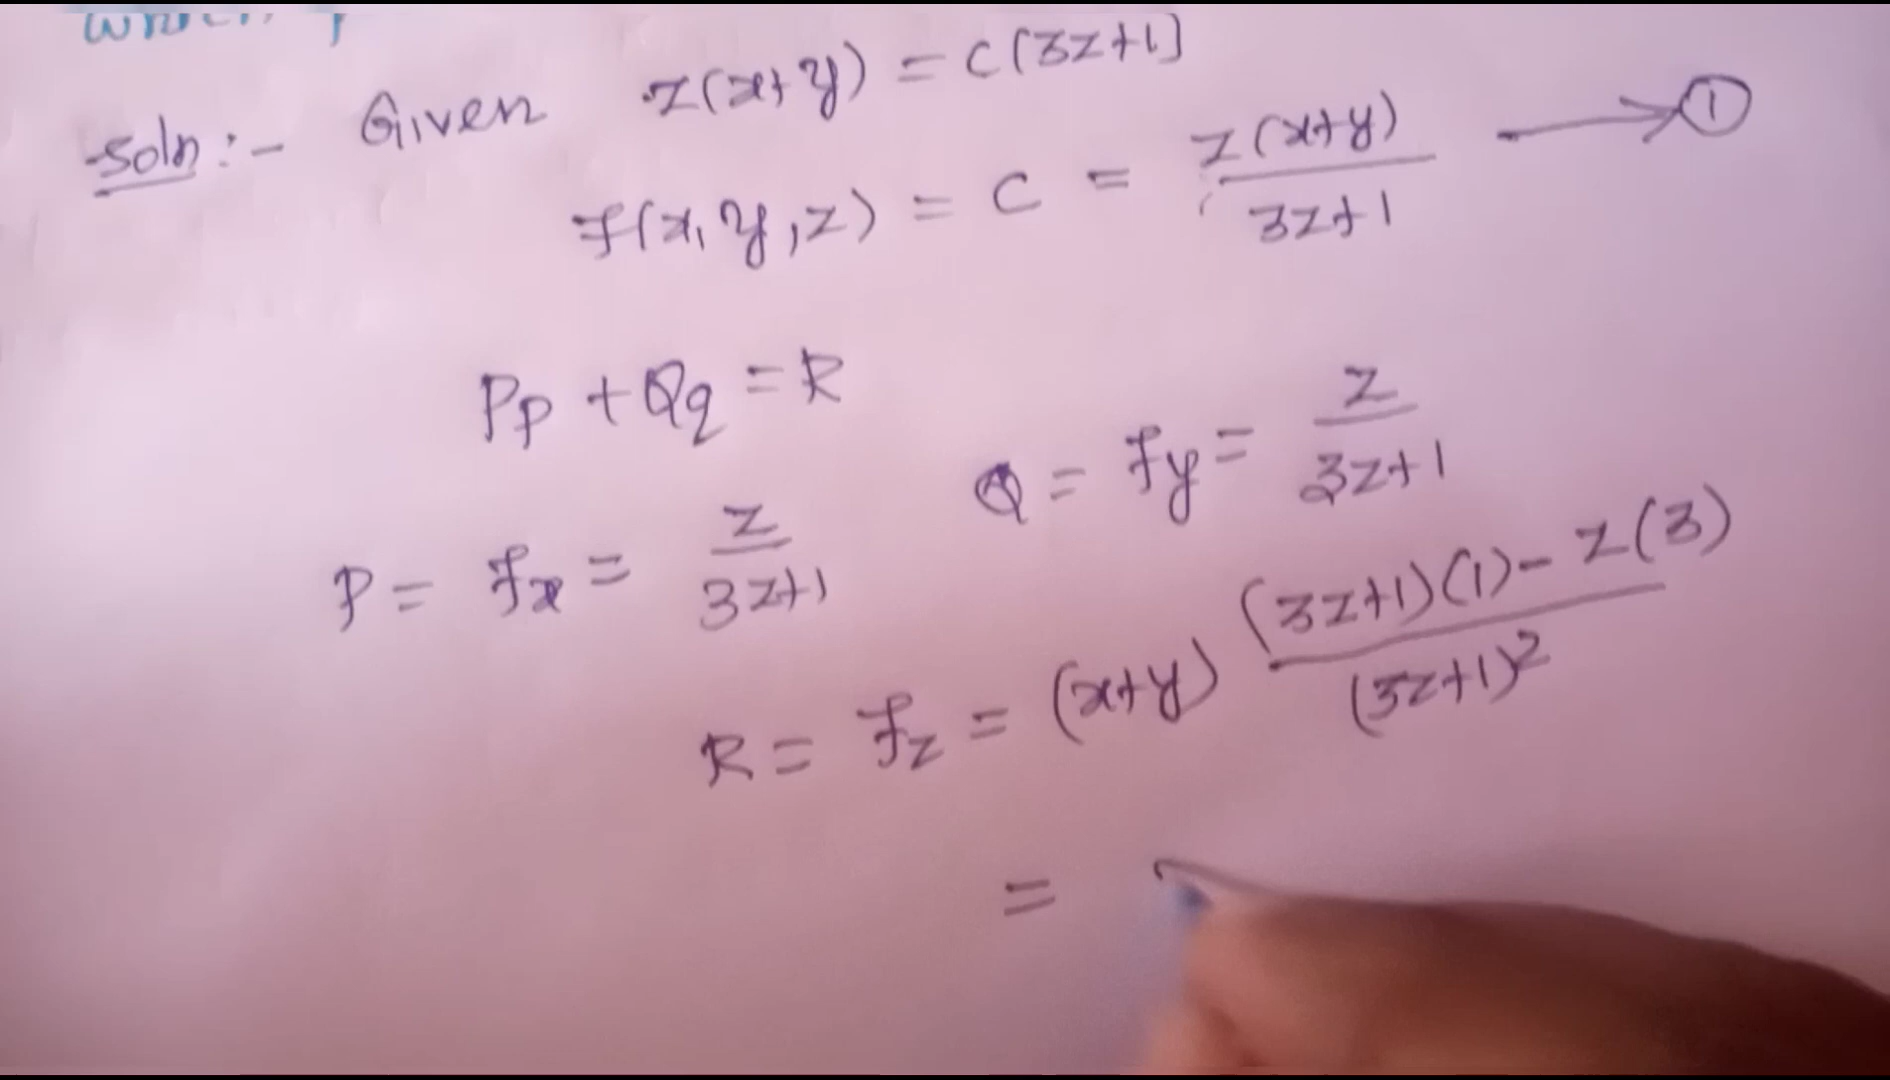 Soln :- Given z(x+y) = c(3z+1]
f(x,y,z) = C = z(x+y) / 3z+1 → ①
Pp + Qq = R
P = fx = z / 3z+1
Q = fy = z / 3z+1
R = fz = (x+y) (3z+1)(1) - z(3) / (3z+1)²
=